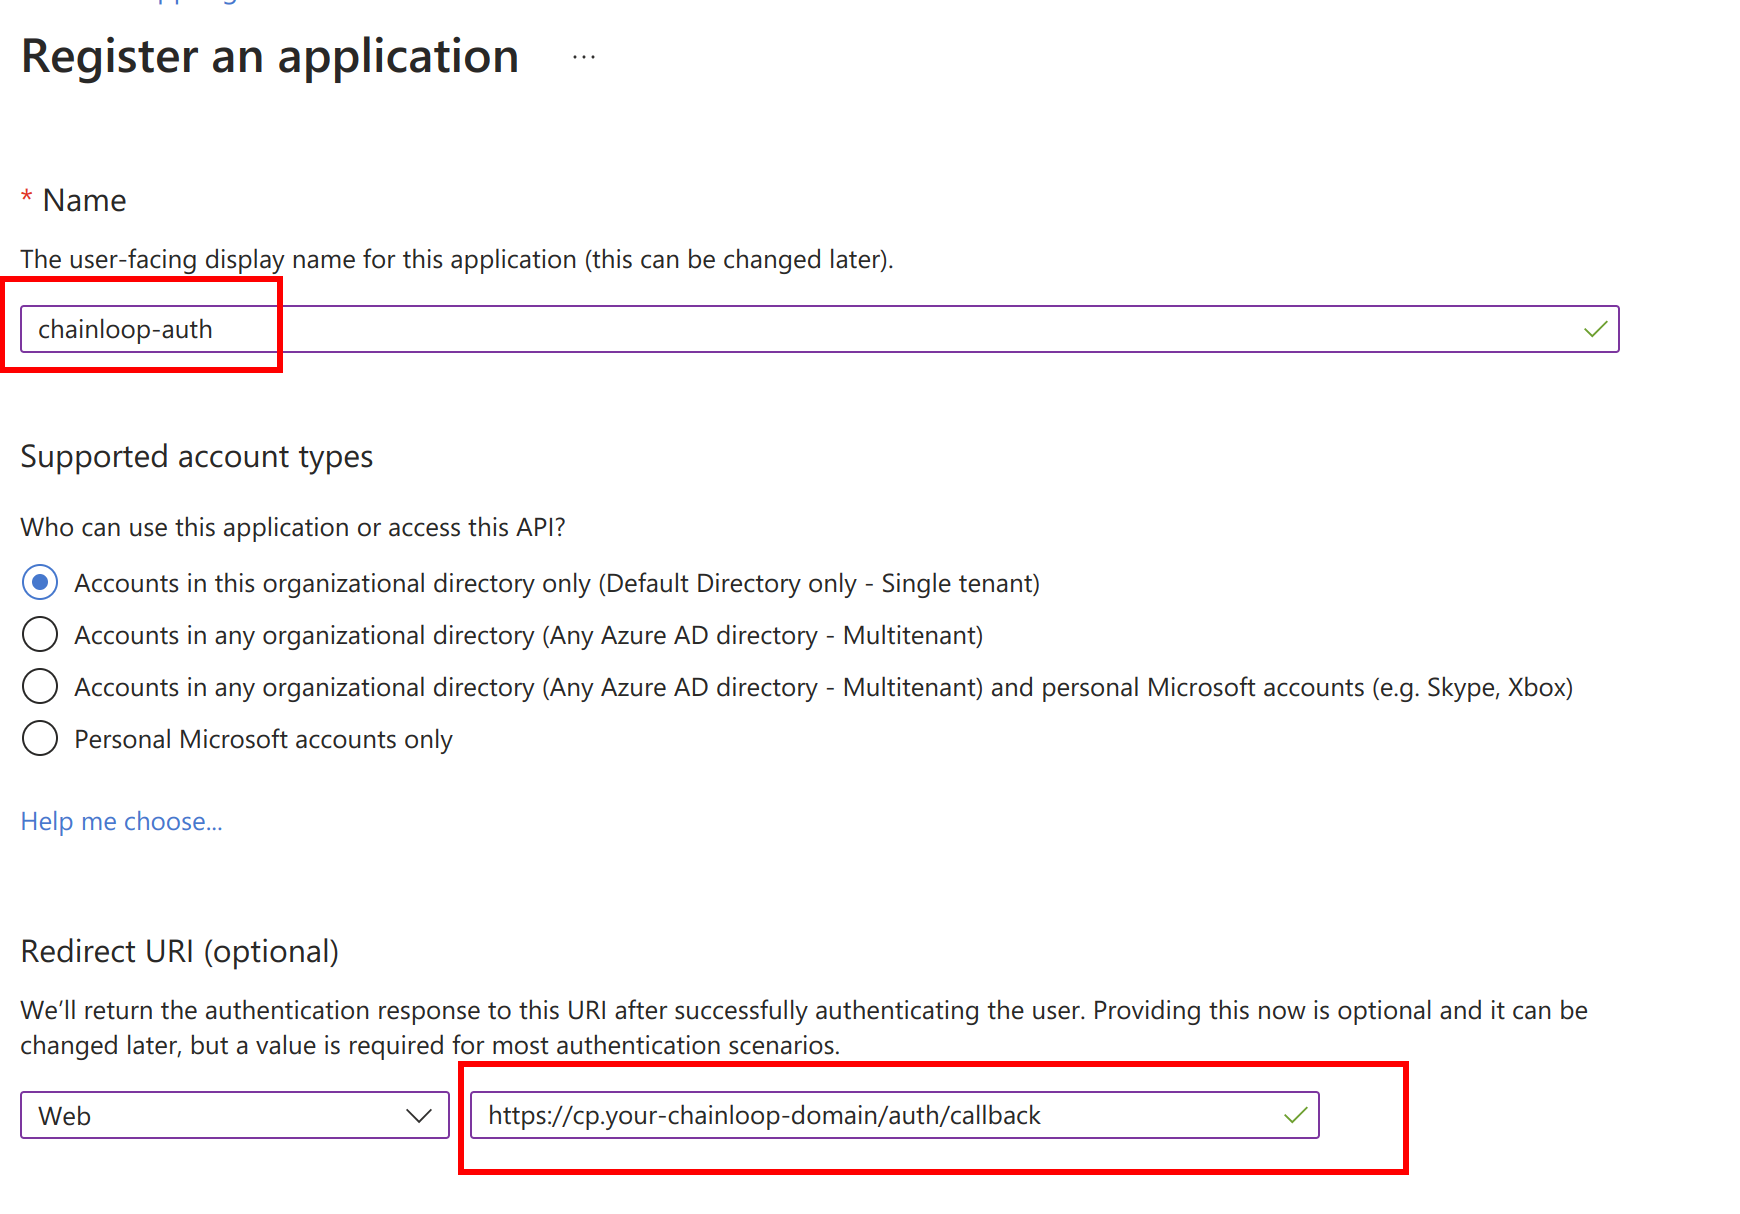 Register an application ...
* Name
The user-facing display name for this application (this can be changed later).
chainloop-auth
Supported account types
Who can use this application or access this API?
Accounts in this organizational directory only (Default Directory only - Single tenant)
Accounts in any organizational directory (Any Azure AD directory - Multitenant)
Accounts in any organizational directory (Any Azure AD directory - Multitenant) and personal Microsoft accounts (e.g. Skype, Xbox)
Personal Microsoft accounts only
Help me choose...
Redirect URI (optional)
We’ll return the authentication response to this URI after successfully authenticating the user. Providing this now is optional and it can be
changed later, but a value is required for most authentication scenarios.
Web https://cp.your-chainloop-domain/auth/callback